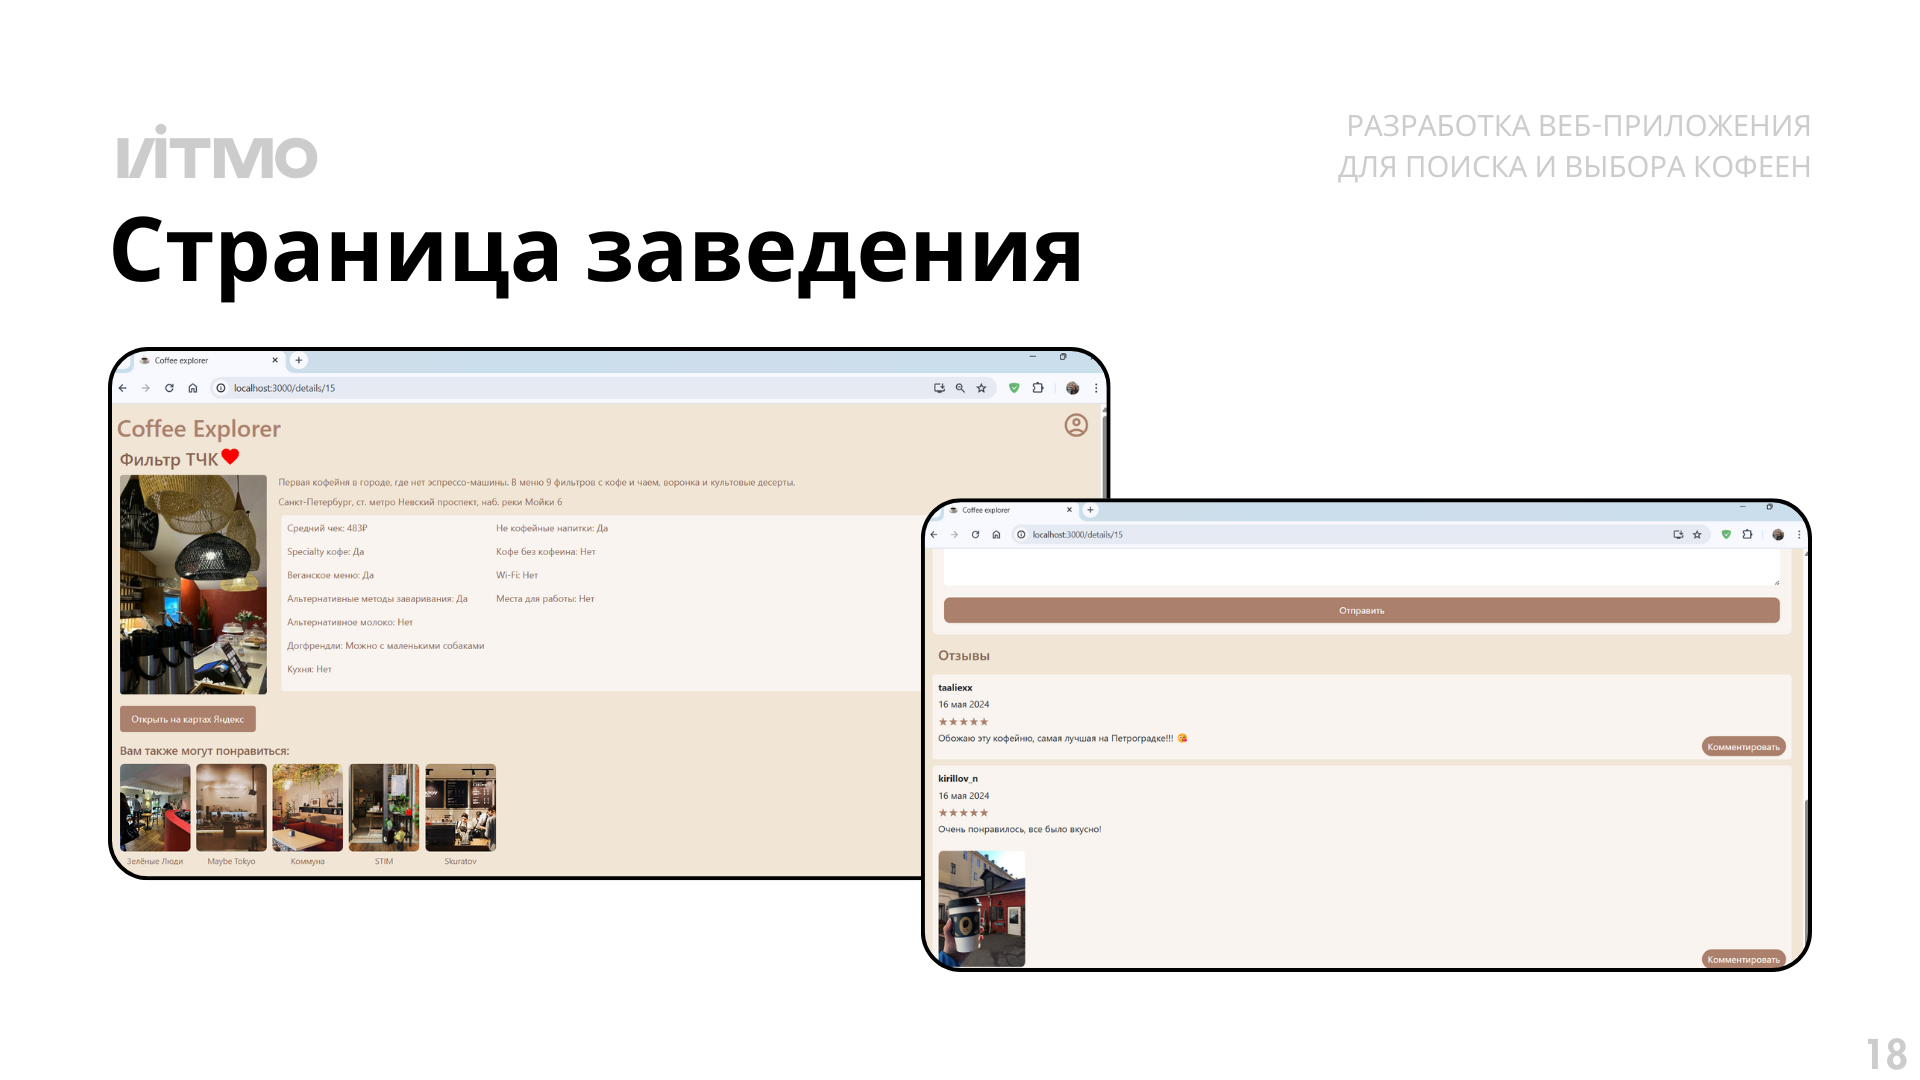 ИТМО
РАЗРАБОТКА ВЕБ-ПРИЛОЖЕНИЯ
ДЛЯ ПОИСКА И ВЫБОРА КОФЕЕН
Страница заведения
Coffee explorer
localhost:3000/details/15
Coffee Explorer
Фильтр ТЧК
Первая кофейня в городе, где нет эспрессо-машины. В меню 9 фильтров с кофе и чаем, воронка и культовые десерты.
Санкт-Петербург, ст. метро Невский проспект, наб. реки Мойки 6
Средний чек: 483₽
Specialty кофе: Да
Веганское меню: Да
Альтернативные методы заваривания: Да
Альтернативное молоко: Нет
Догфрендли: Можно с маленькими собаками
Кухня: Нет
Не кофейные напитки: Да
Кофе без кофеина: Нет
Wi-Fi: Нет
Места для работы: Нет
Открыть на картах Яндекс
Вам также могут понравиться:
Зелёные Люди
Maybe Tokyo
Коммуна
STIM
Skuratov
Coffee explorer
localhost:3000/details/15
Отправить
Отзывы
taaliexx
16 мая 2024
★★★★★
Обожаю эту кофейню, самая лучшая на Петроградке!!! 😘
Комментировать
kirillov_n
16 мая 2024
★★★★★
Очень понравилось, все было вкусно!
Комментировать
18